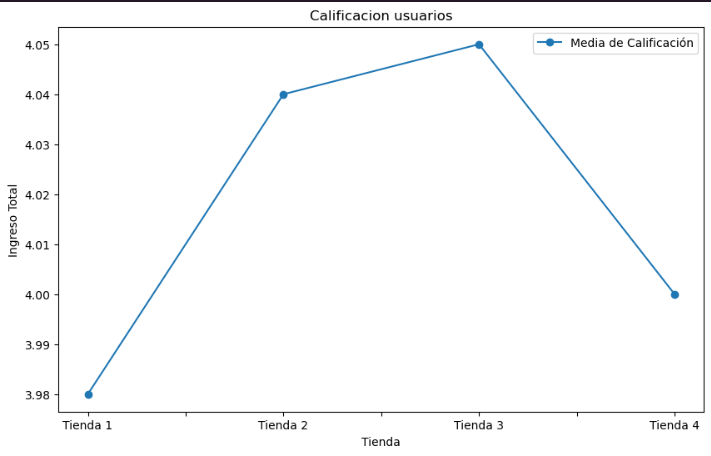 Calificacion usuarios
Media de Calificación
4.05
4.04
4.03
4.02
4.01
4.00
3.99
3.98
Ingreso Total
Tienda 1
Tienda 2
Tienda 3
Tienda 4
Tienda